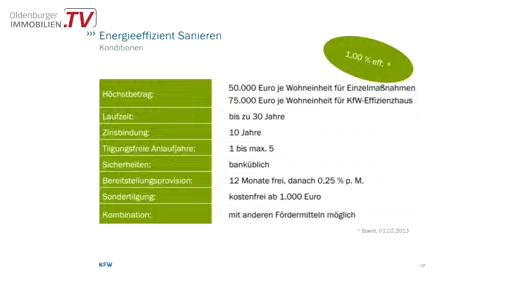 Oldenburger
IMMOBILIEN.TV
››› Energieeffizient Sanieren
Konditionen
1,00 % eff. *
Höchstbetrag:
50.000 Euro je Wohneinheit für Einzelmaßnahmen
75.000 Euro je Wohneinheit für KfW-Effizienzhaus
Laufzeit: bis zu 30 Jahre
Zinsbindung: 10 Jahre
Tilgungsfreie Anlaufjahre: 1 bis max. 5
Sicherheiten: banküblich
Bereitstellungsprovision: 12 Monate frei, danach 0,25 % p. M.
Sondertilgung: kostenfrei ab 1.000 Euro
Kombination: mit anderen Fördermitteln möglich
* Stand, 01.02.2013
KFW